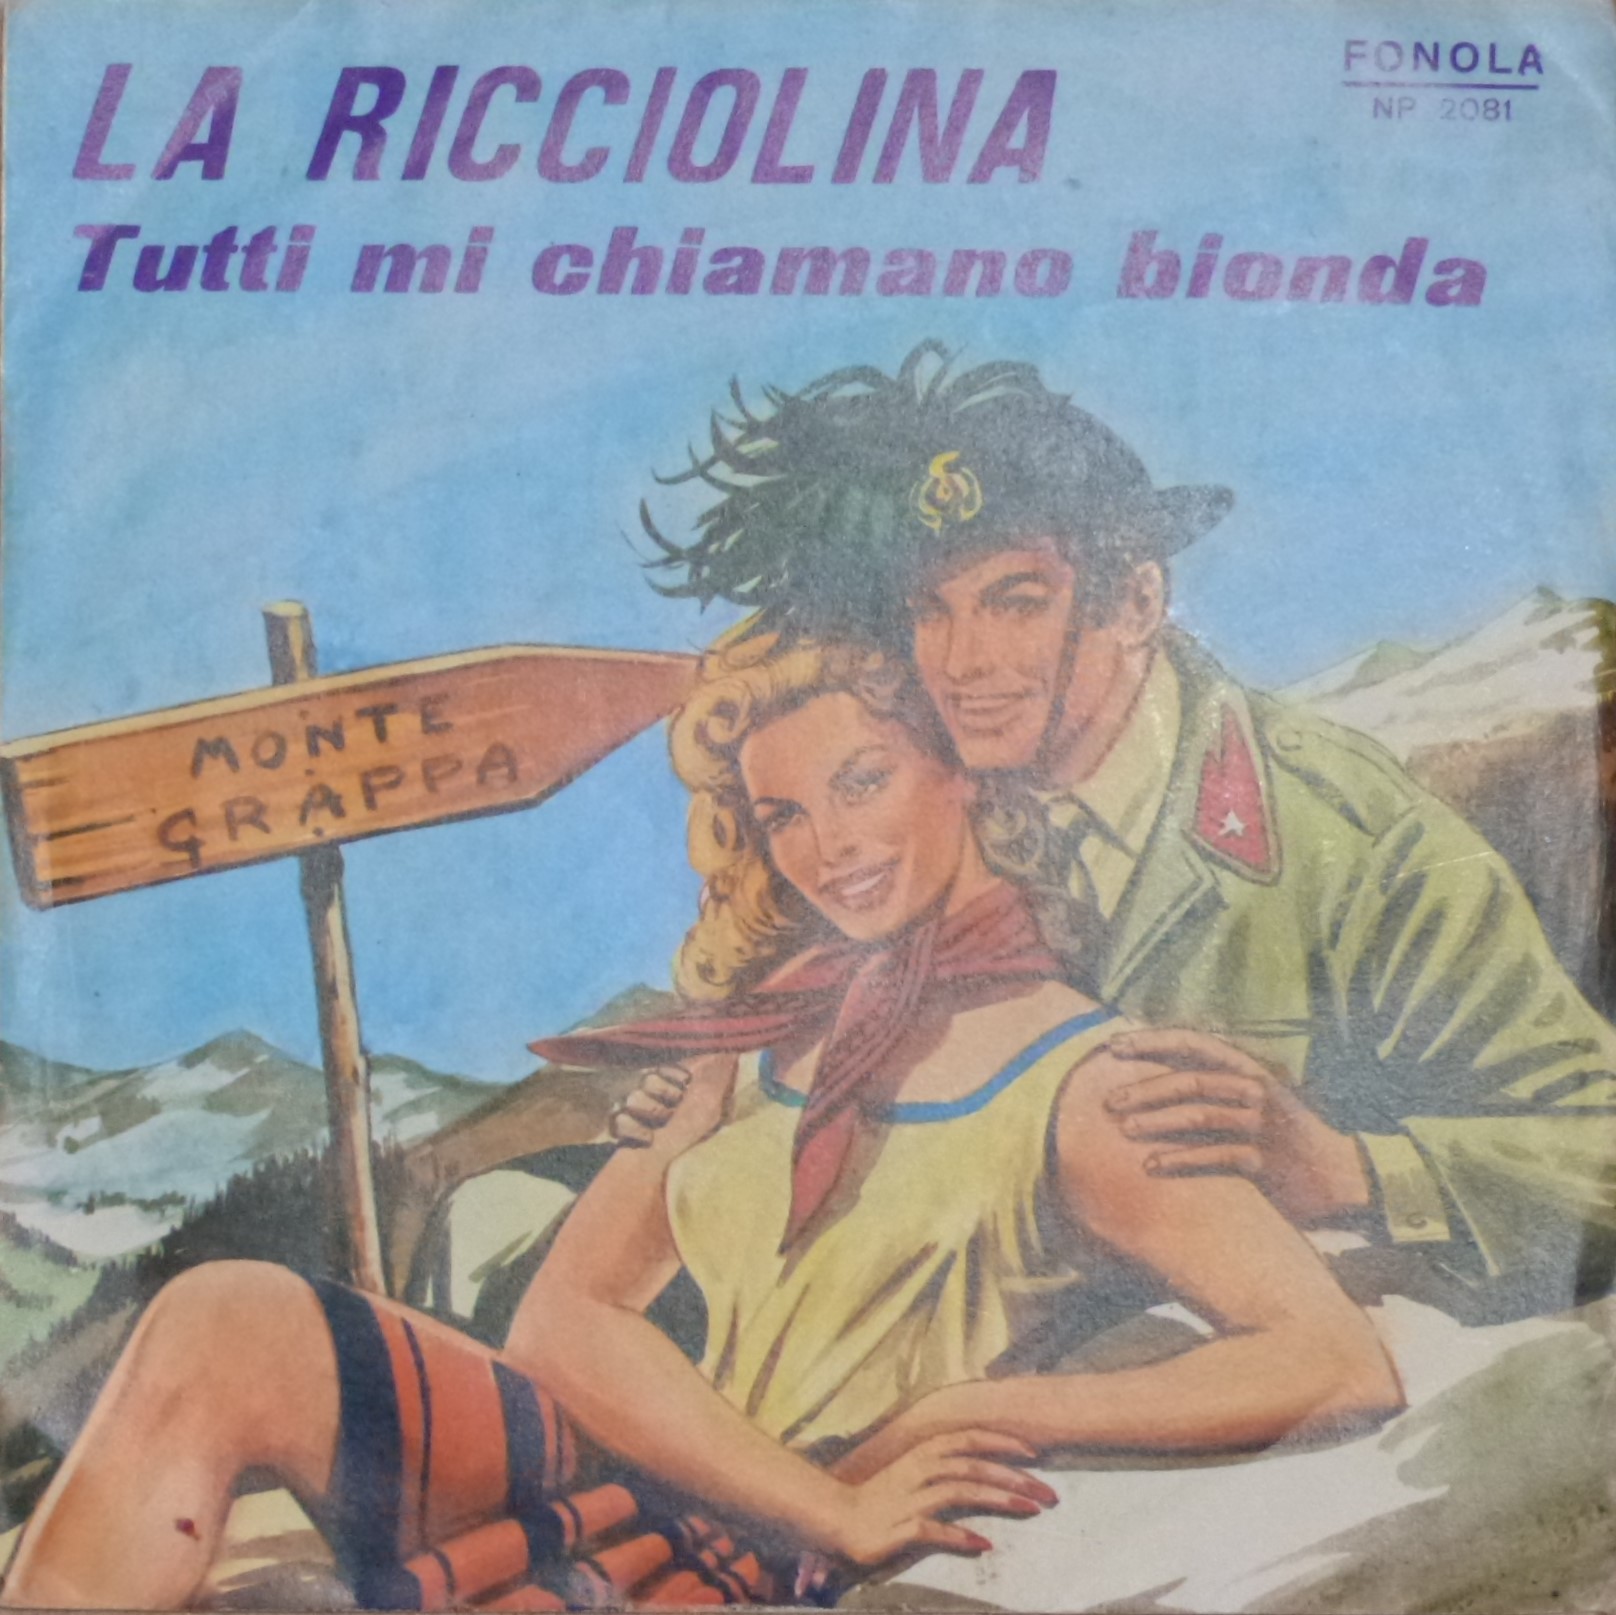 LA RICCIOLINA
Tutti mi chiamano bionda
FONOLA
NP 2081
MONTE
GRAPPA